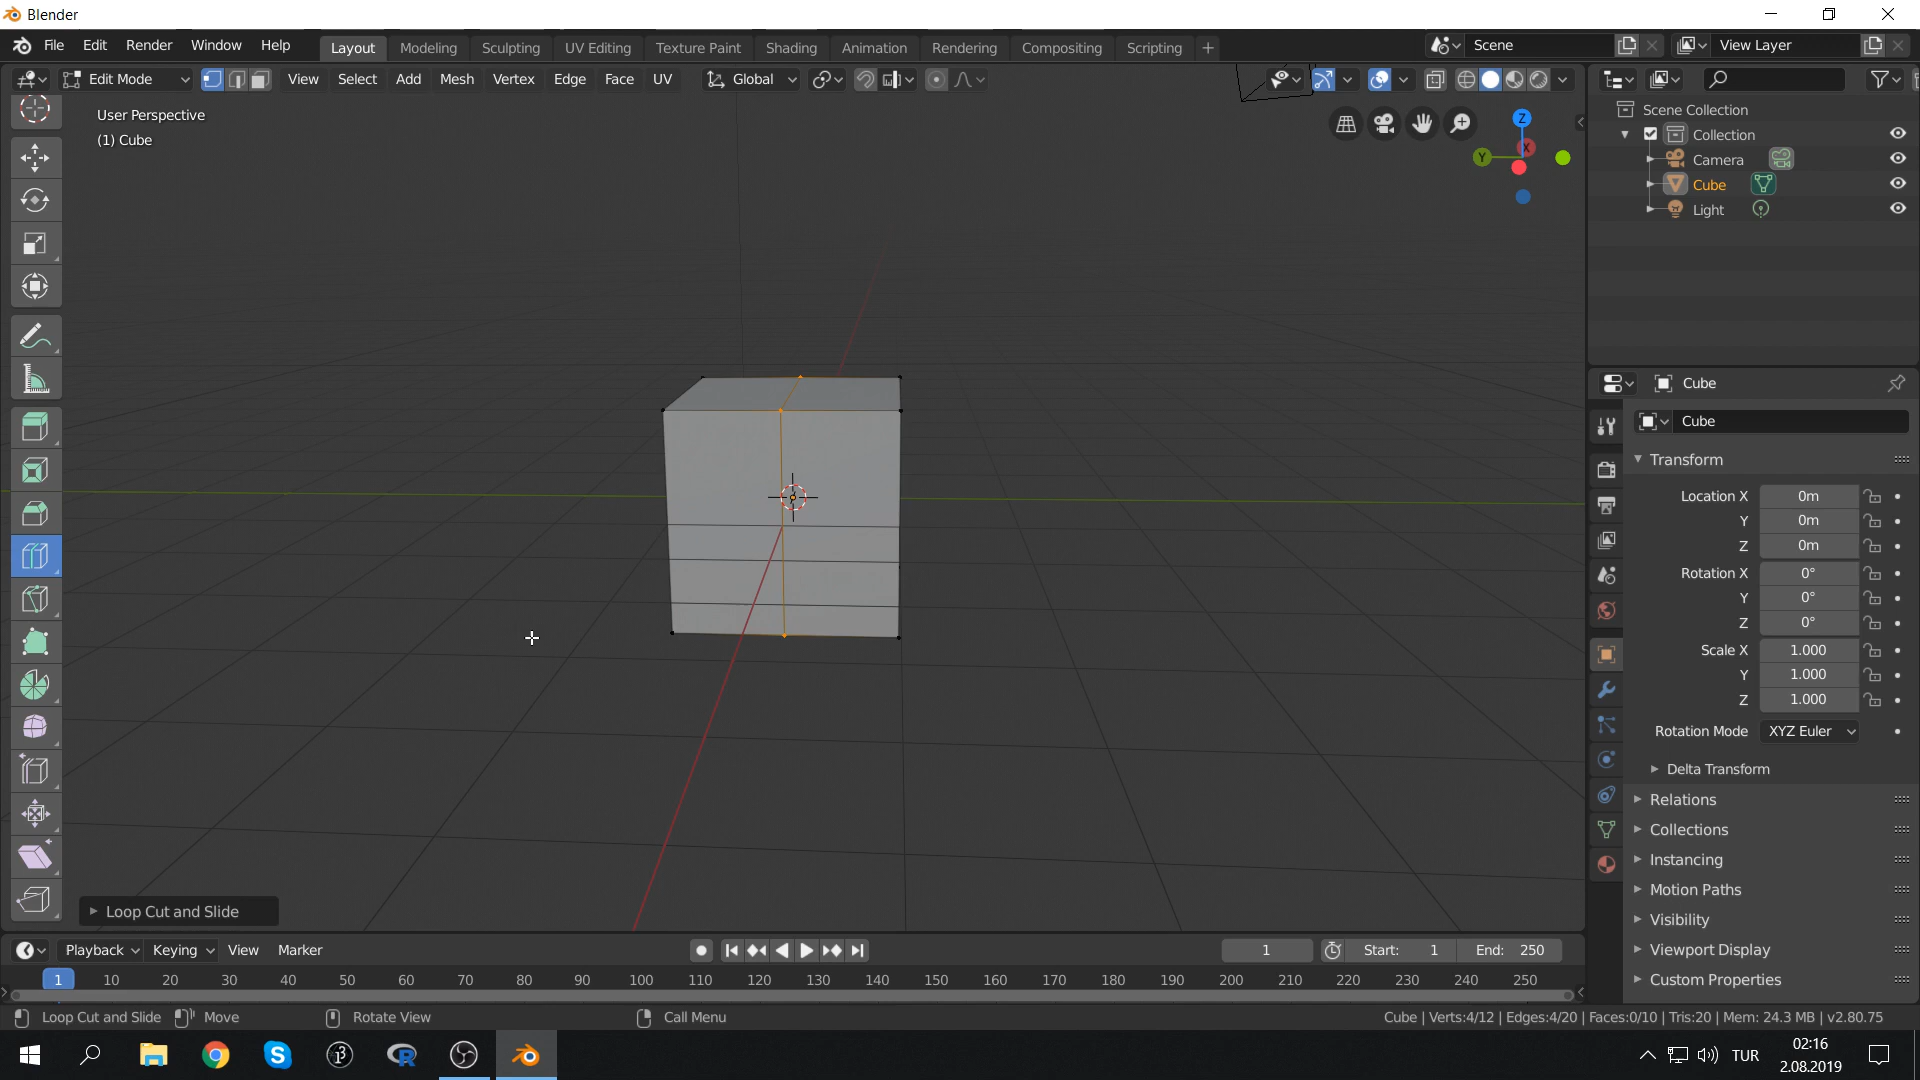 Blender
File Edit Render Window Help Layout Modeling Sculpting UV Editing Texture Paint Shading Animation Rendering Compositing Scripting + Scene View Layer
Edit Mode View Select Add Mesh Vertex Edge Face UV Global
User Perspective
(1) Cube
Z
Y
X
Scene Collection
Collection
Camera
Cube
Light
Cube
Cube
Transform
Location X 0m
Y 0m
Z 0m
Rotation X 0°
Y 0°
Z 0°
Scale X 1.000
Y 1.000
Z 1.000
Rotation Mode XYZ Euler
Delta Transform
Relations
Collections
Instancing
Motion Paths
Visibility
Viewport Display
Custom Properties
Loop Cut and Slide
Playback Keying View Marker 1 Start: 1 End: 250
1 10 20 30 40 50 60 70 80 90 100 110 120 130 140 150 160 170 180 190 200 210 220 230 240 250
Loop Cut and Slide Move Rotate View Call Menu Cube | Verts:4/12 | Edges:4/20 | Faces:0/10 | Tris:20 | Mem: 24.3 MB | v2.80.75
TUR
02:16
2.08.2019